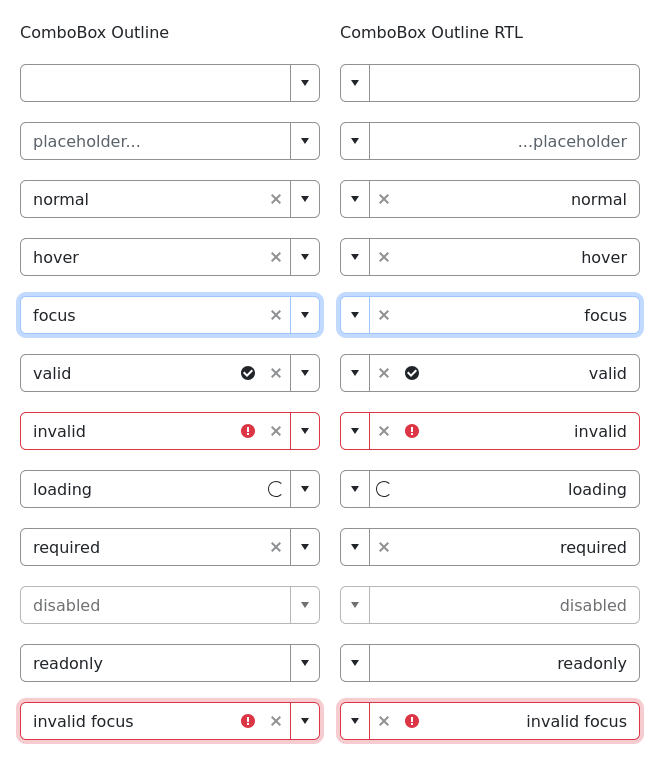 ComboBox Outline
placeholder...
normal
hover
focus
valid
invalid
loading
required
disabled
readonly
invalid focus
ComboBox Outline RTL
...placeholder
normal
hover
focus
valid
invalid
loading
required
disabled
readonly
invalid focus